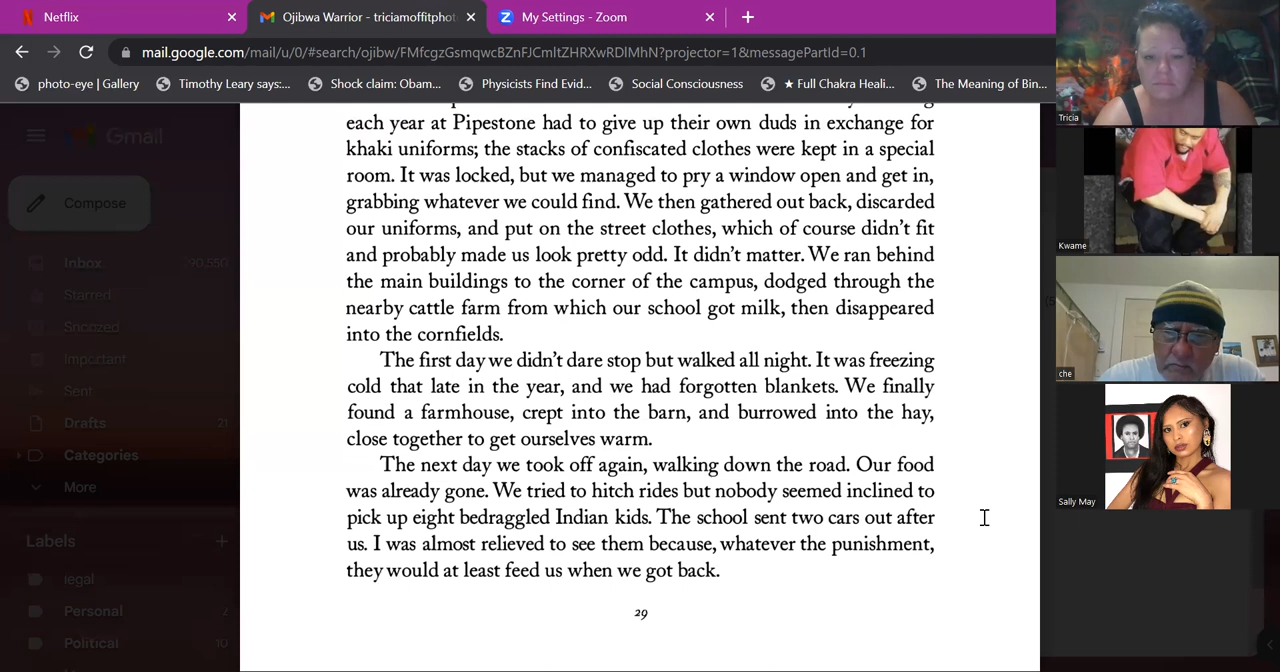 Netflix
Ojibwa Warrior - triciamoffitphot
My Settings - Zoom
mail.google.com/mail/u/0/#search/ojibw/FMfcgzGsmqwcBZnFJCmltZHRXwRDlMhN?projector=1&messagePartId=0.1
photo-eye | Gallery
Timothy Leary says:...
Shock claim: Obam...
Physicists Find Evid...
Social Consciousness
★ Full Chakra Heali...
The Meaning of Bin...
Gmail
Compose
Inbox
Starred
Snoozed
Important
Sent
Drafts 21
Categories
More
Labels
legal
Personal 2
Political 10
each year at Pipestone had to give up their own duds in exchange for
khaki uniforms; the stacks of confiscated clothes were kept in a special
room. It was locked, but we managed to pry a window open and get in,
grabbing whatever we could find. We then gathered out back, discarded
our uniforms, and put on the street clothes, which of course didn't fit
and probably made us look pretty odd. It didn't matter. We ran behind
the main buildings to the corner of the campus, dodged through the
nearby cattle farm from which our school got milk, then disappeared
into the cornfields.
The first day we didn't dare stop but walked all night. It was freezing
cold that late in the year, and we had forgotten blankets. We finally
found a farmhouse, crept into the barn, and burrowed into the hay,
close together to get ourselves warm.
The next day we took off again, walking down the road. Our food
was already gone. We tried to hitch rides but nobody seemed inclined to
pick up eight bedraggled Indian kids. The school sent two cars out after
us. I was almost relieved to see them because, whatever the punishment,
they would at least feed us when we got back.
29
Tricia
Kwame
che
Sally May